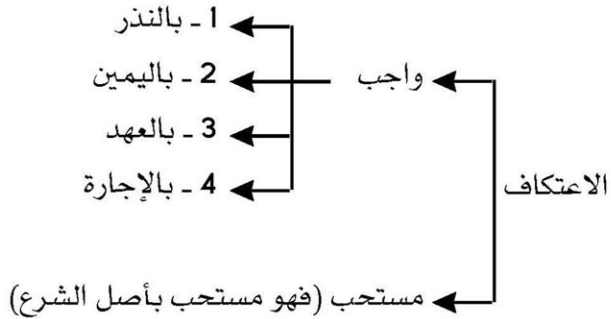 الاعتكاف
واجب
1 ـ بالنذر
2 ـ باليمين
3 ـ بالعهد
4 ـ بالإجارة
مستحب (فهو مستحب بأصل الشرع)